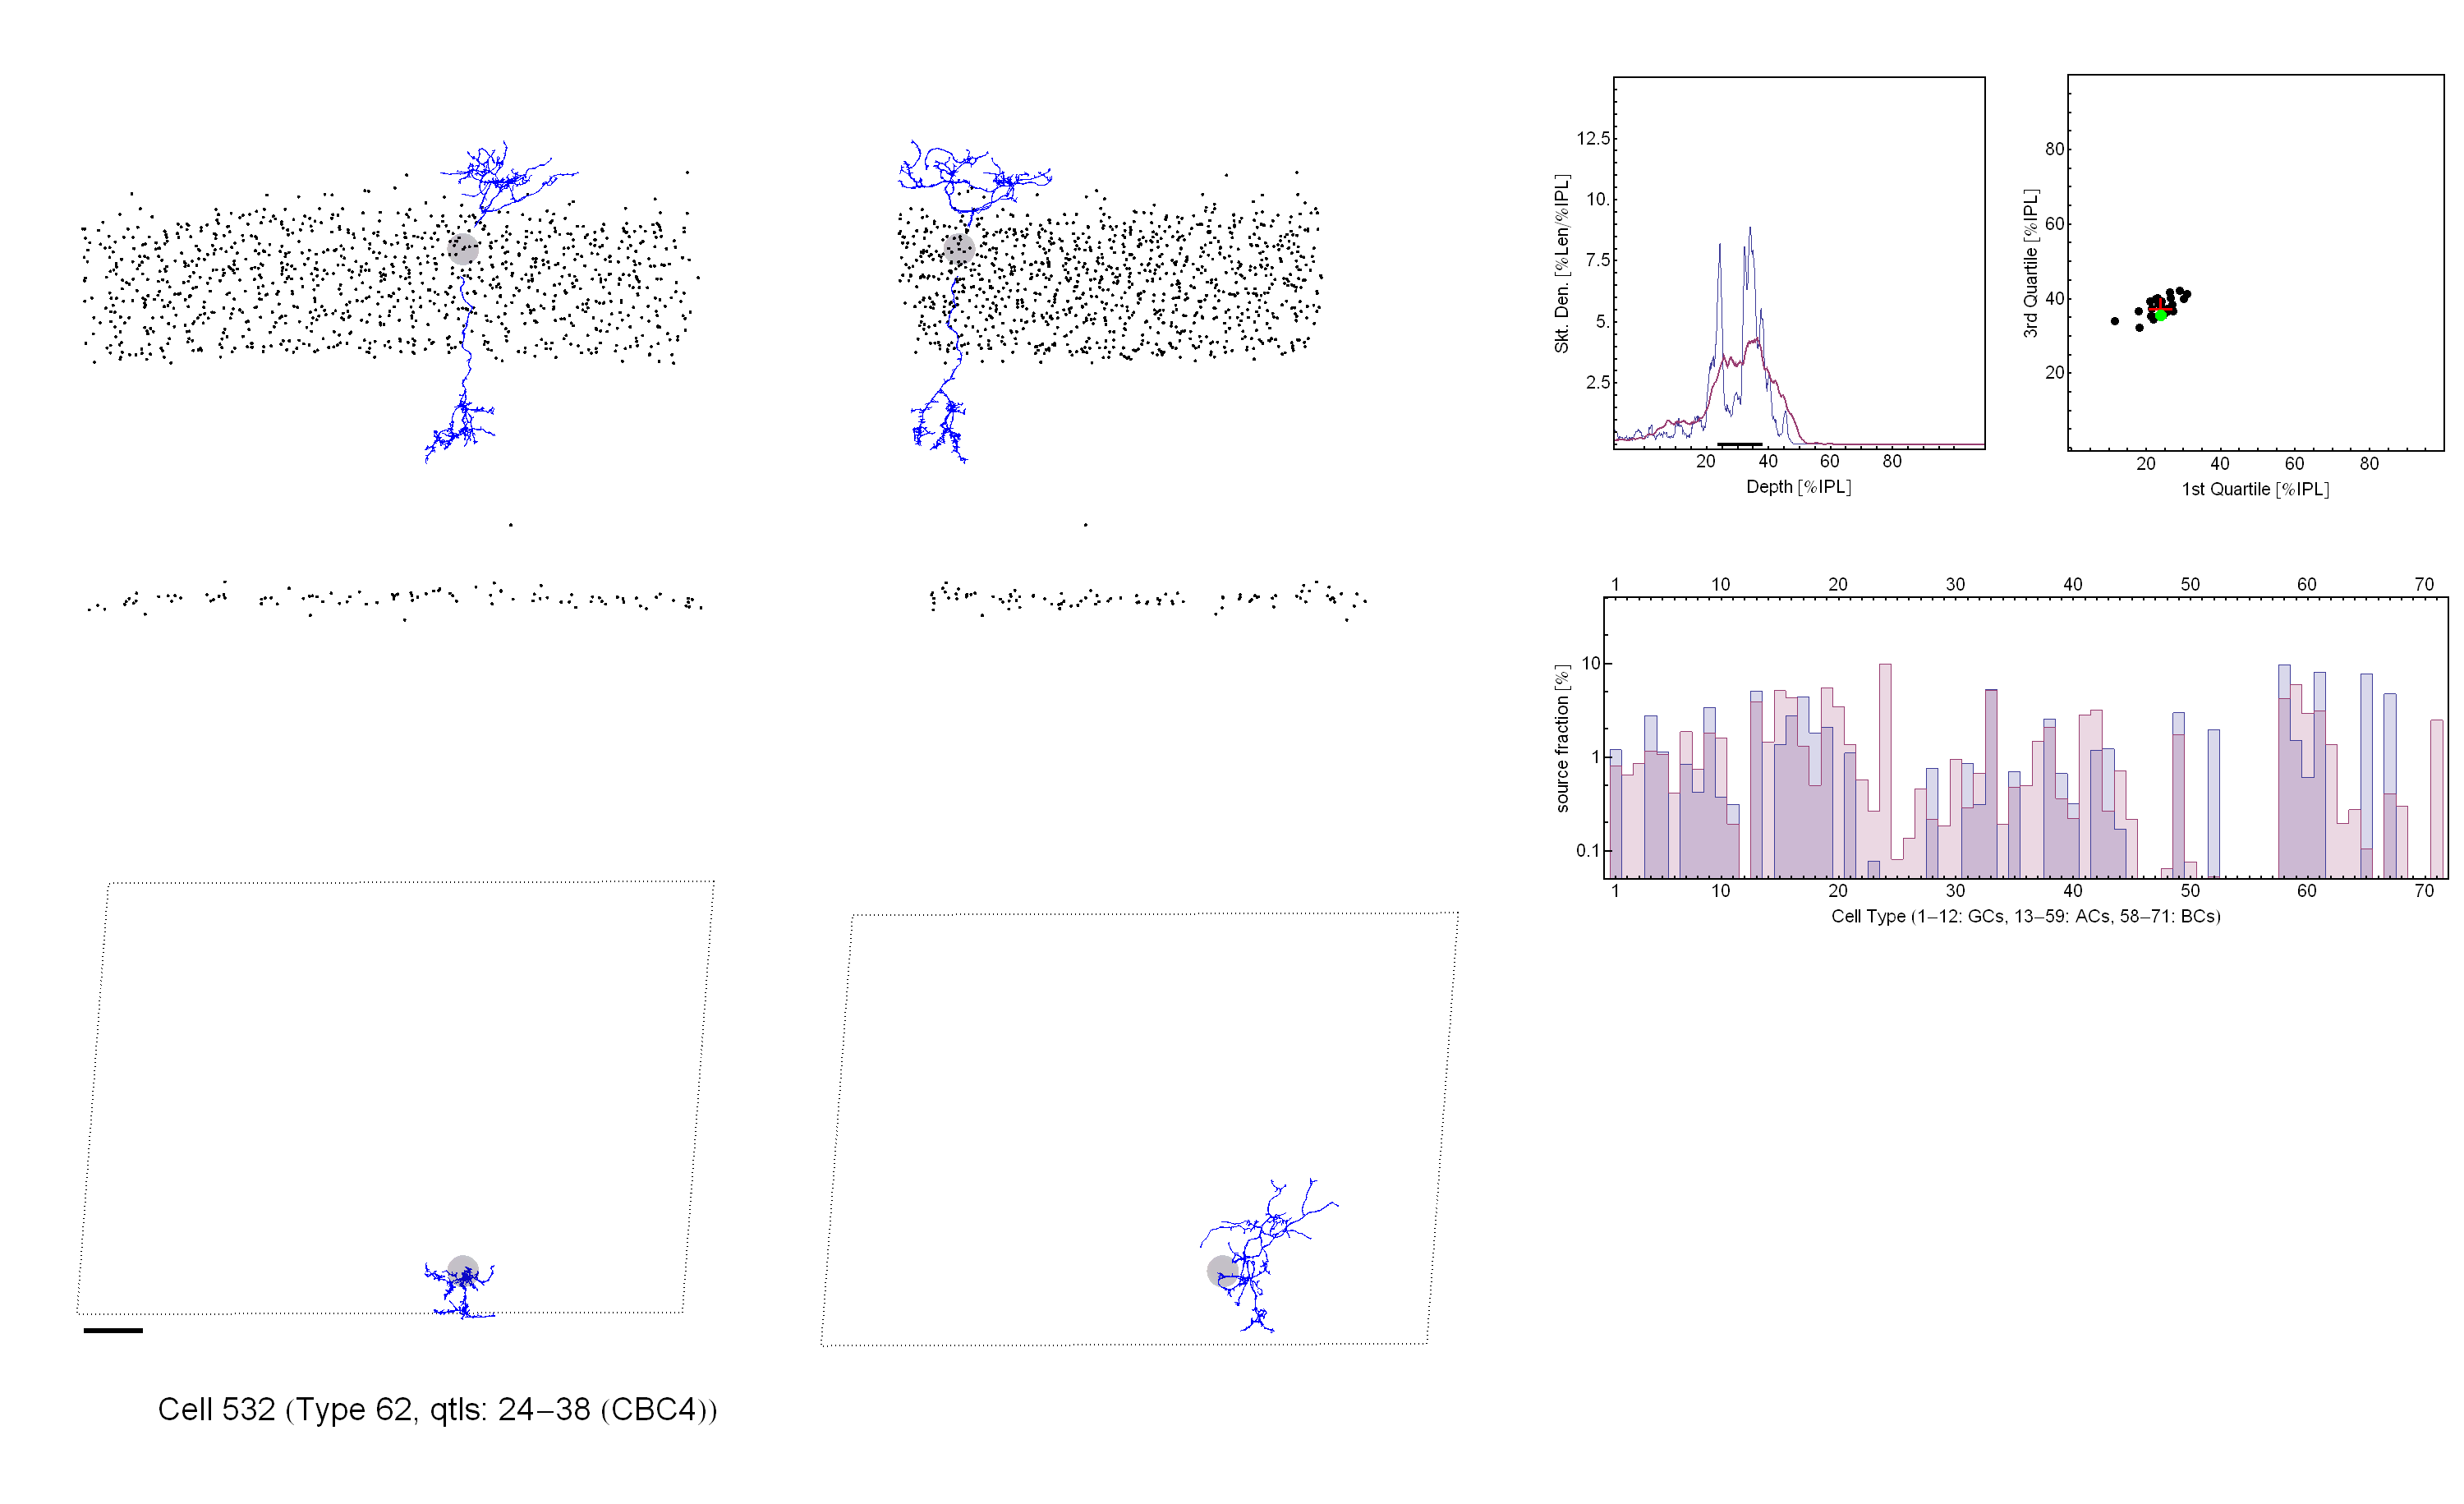 12.5
10.
7.5
5.
2.5
Skt. Den. [%Len/%IPL]
20 40 60 80
Depth [%IPL]
80
60
40
20
3rd Quartile [%IPL]
20 40 60 80
1st Quartile [%IPL]
1 10 20 30 40 50 60 70
10
1
0.1
source fraction [%]
1 10 20 30 40 50 60 70
Cell Type (1–12: GCs, 13–59: ACs, 58–71: BCs)
Cell 532 (Type 62, qtls: 24–38 (CBC4))